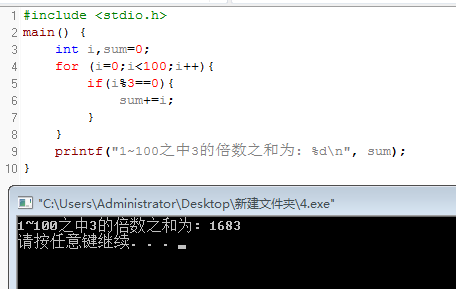 1 #include <stdio.h>
2 main() {
3 int i,sum=0;
4 for (i=0;i<100;i++){
5 if(i%3==0){
6 sum+=i;
7 }
8 }
9 printf("1~100之中3的倍数之和为: %d\n", sum);
10 }
"C:\Users\Administrator\Desktop\新建文件夹\4.exe"
1~100之中3的倍数之和为: 1683
请按任意键继续. . .